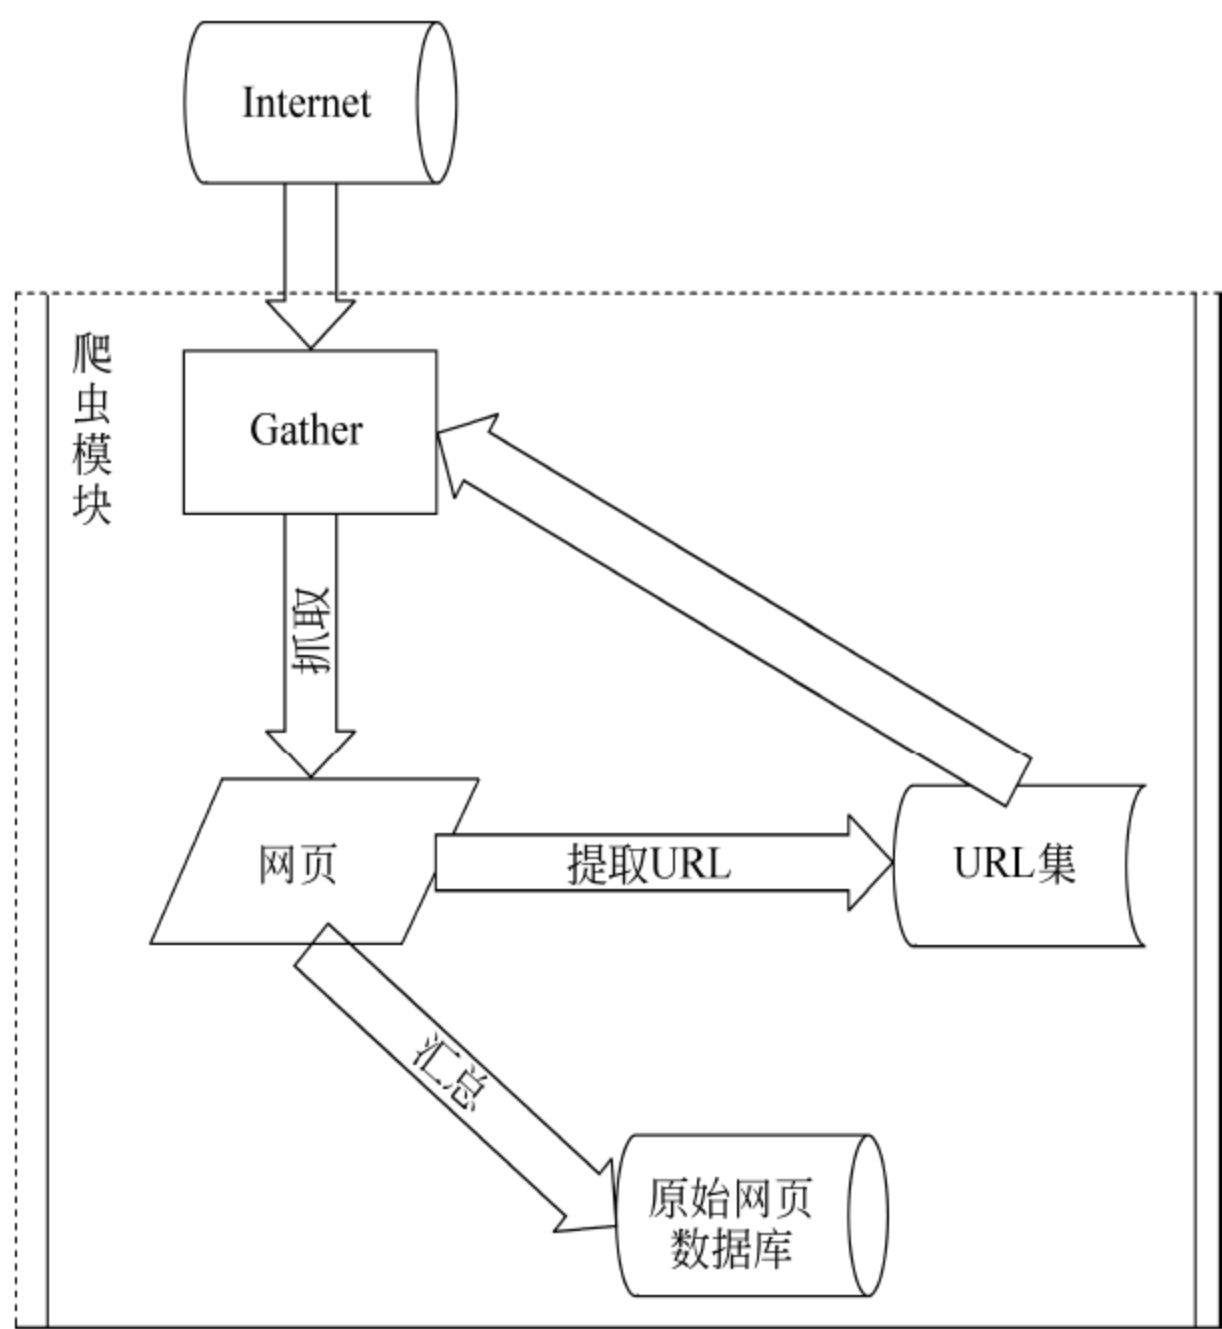 Internet
爬虫模块
Gather
抓取
网页
提取URL
URL集
汇总
原始网页
数据库